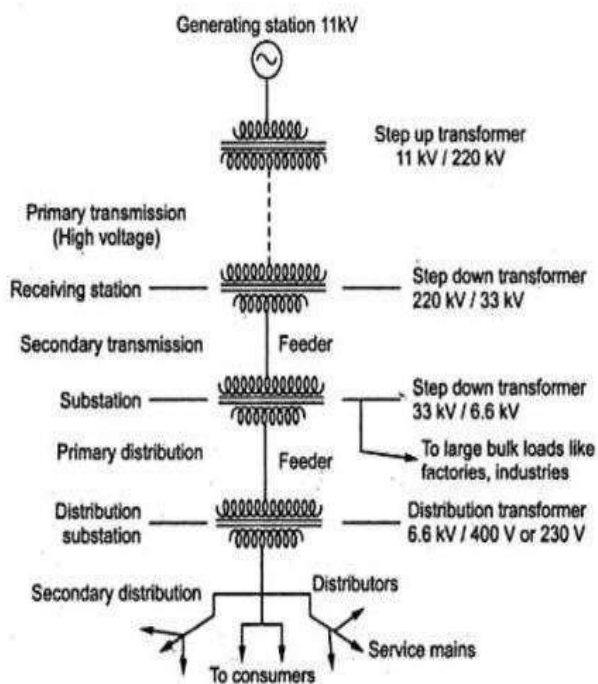 Generating station 11kV
Step up transformer
11 kV / 220 kV
Primary transmission
(High voltage)
Receiving station
Step down transformer
220 kV / 33 kV
Secondary transmission
Feeder
Substation
Step down transformer
33 kV / 6.6 kV
Primary distribution
Feeder
To large bulk loads like
factories, industries
Distribution
substation
Distribution transformer
6.6 kV / 400 V or 230 V
Secondary distribution
Distributors
Service mains
To consumers